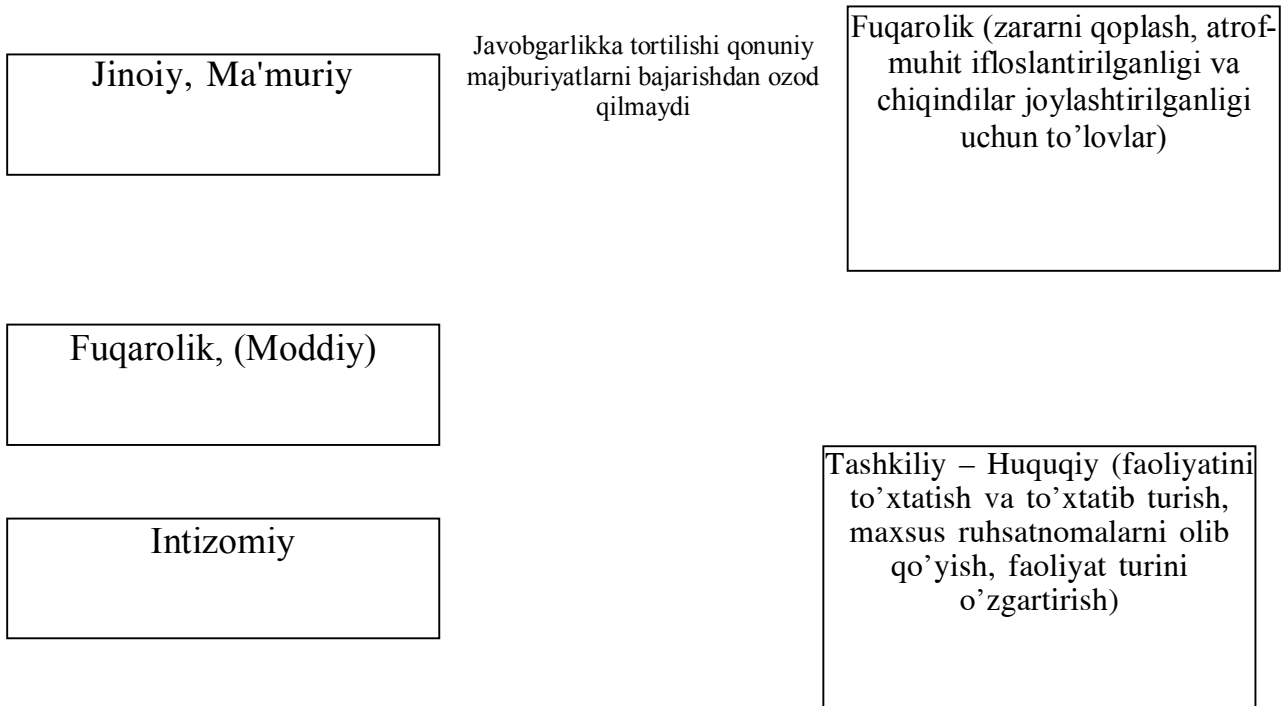 Jinoiy, Ma'muriy
Javobgarlikka tortilishi qonuniy
majburiyatlarni bajarishdan ozod
qilmaydi
Fuqarolik (zararni qoplash, atrof-
muhit ifloslantirilganligi va
chiqindilar joylashtirilganligi
uchun to’lovlar)
Fuqarolik, (Moddiy)
Intizomiy
Tashkiliy – Huquqiy (faoliyatini
to’xtatish va to’xtatib turish,
maxsus ruhsatnomalarni olib
qo’yish, faoliyat turini
o’zgartirish)